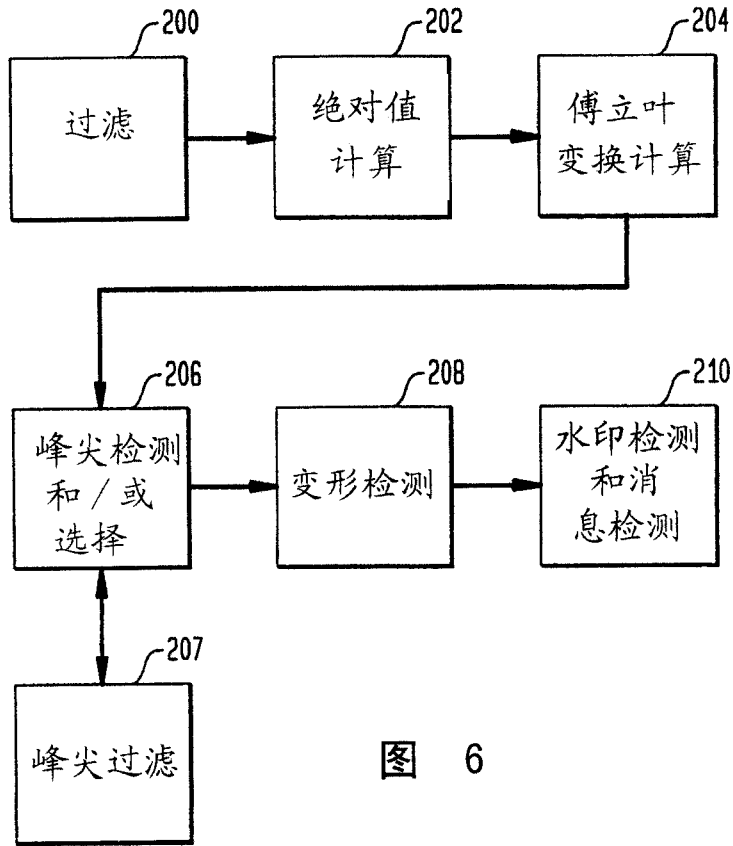 200
过滤
202
绝对值
计算
204
傅立叶
变换计算
206
峰尖检测
和/或
选择
208
变形检测
210
水印检测
和消
息检测
207
峰尖过滤
图 6